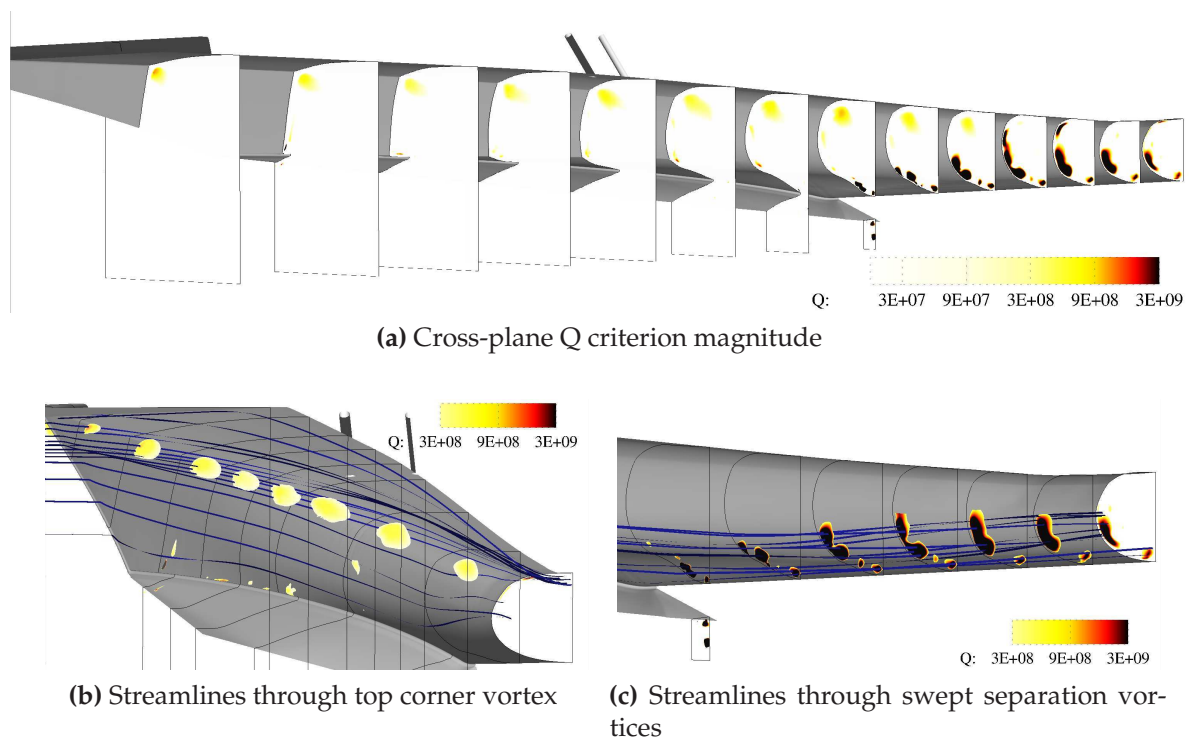 Q: 3E+07 9E+07 3E+08 9E+08 3E+09
(a) Cross-plane Q criterion magnitude
Q: 3E+08 9E+08 3E+09
(b) Streamlines through top corner vortex
Q: 3E+08 9E+08 3E+09
(c) Streamlines through swept separation vor-
tices